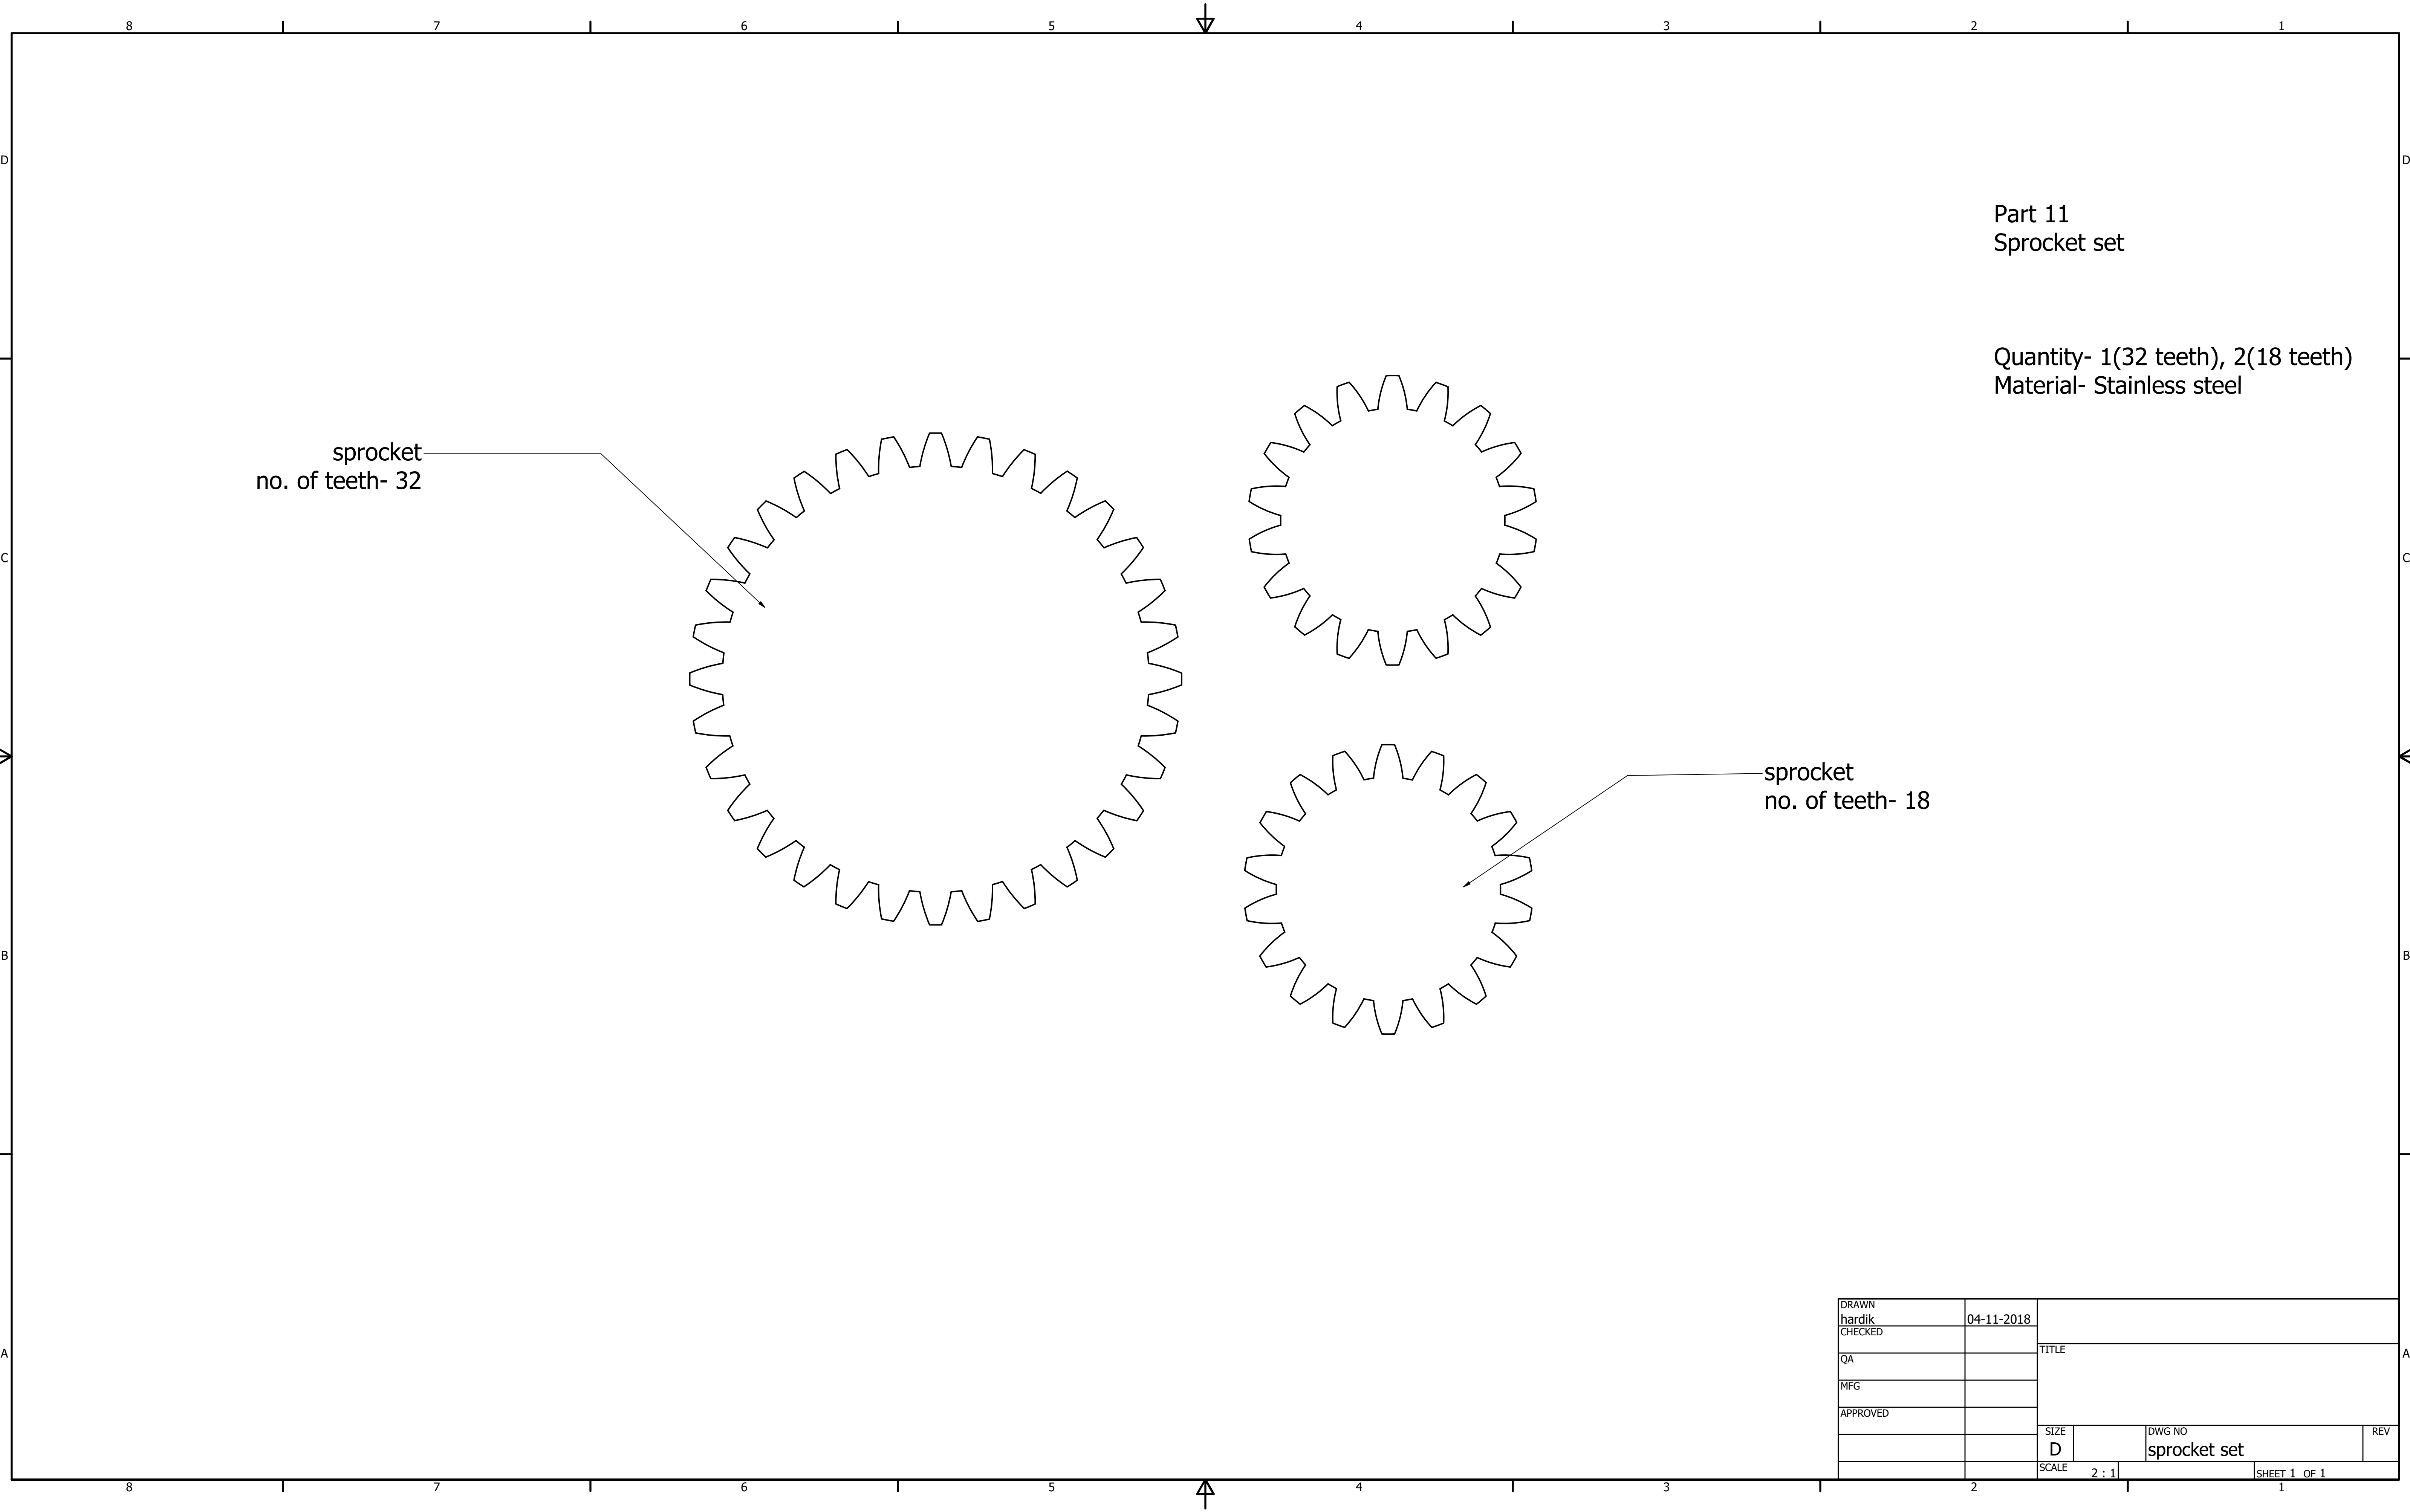 8 7 6 5 4 3 2 1
D D
Part 11
Sprocket set
Quantity- 1(32 teeth), 2(18 teeth)
Material- Stainless steel
sprocket
no. of teeth- 32
C C
sprocket
no. of teeth- 18
B B
A A
DRAWN
hardik 04-11-2018
CHECKED
QA
MFG
APPROVED
TITLE
SIZE DWG NO REV
D sprocket set
SCALE 2 : 1 SHEET 1 OF 1
8 7 6 5 4 3 2 1